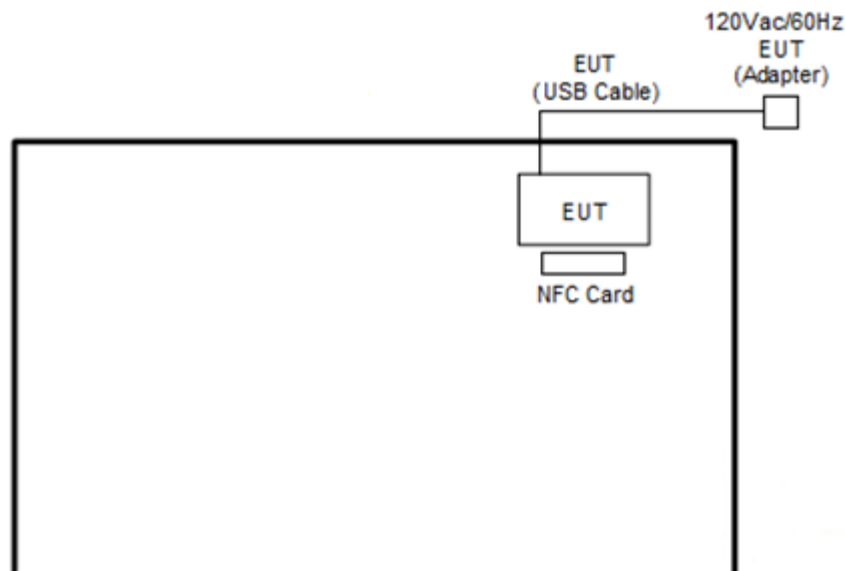 120Vac/60Hz
EUT
(Adapter)
EUT
(USB Cable)
EUT
NFC Card